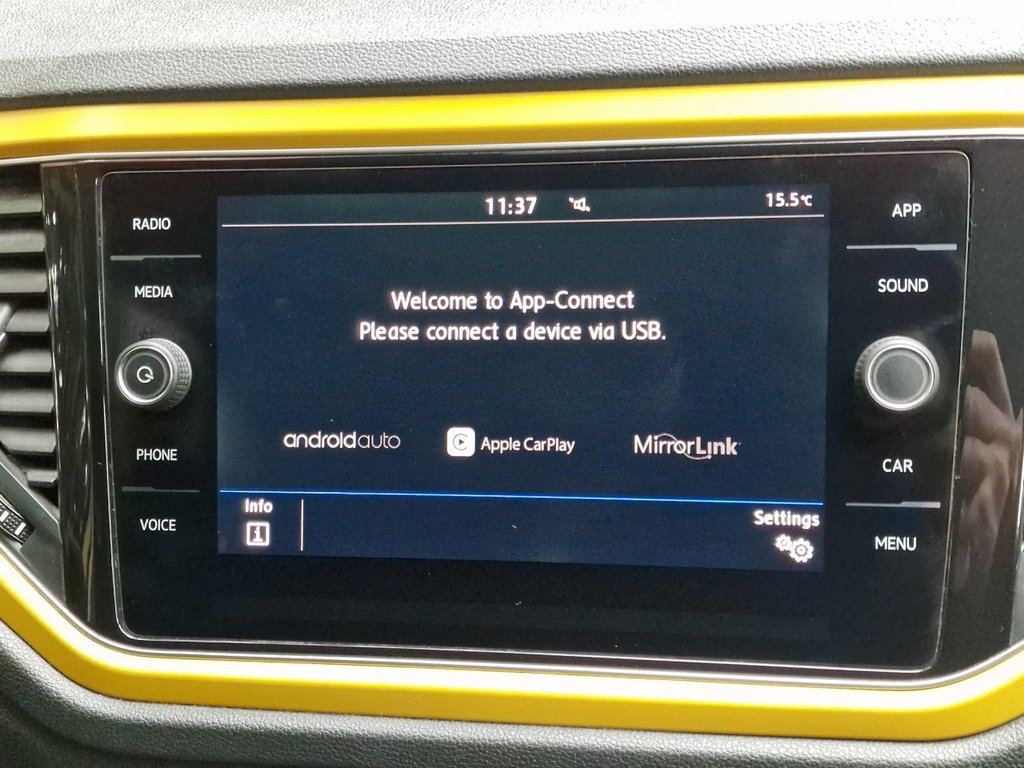 RADIO
MEDIA
PHONE
VOICE
11:37
15.5°C
Welcome to App-Connect
Please connect a device via USB.
androidauto
Apple CarPlay
MirrorLink
Info
i
Settings
APP
SOUND
CAR
MENU